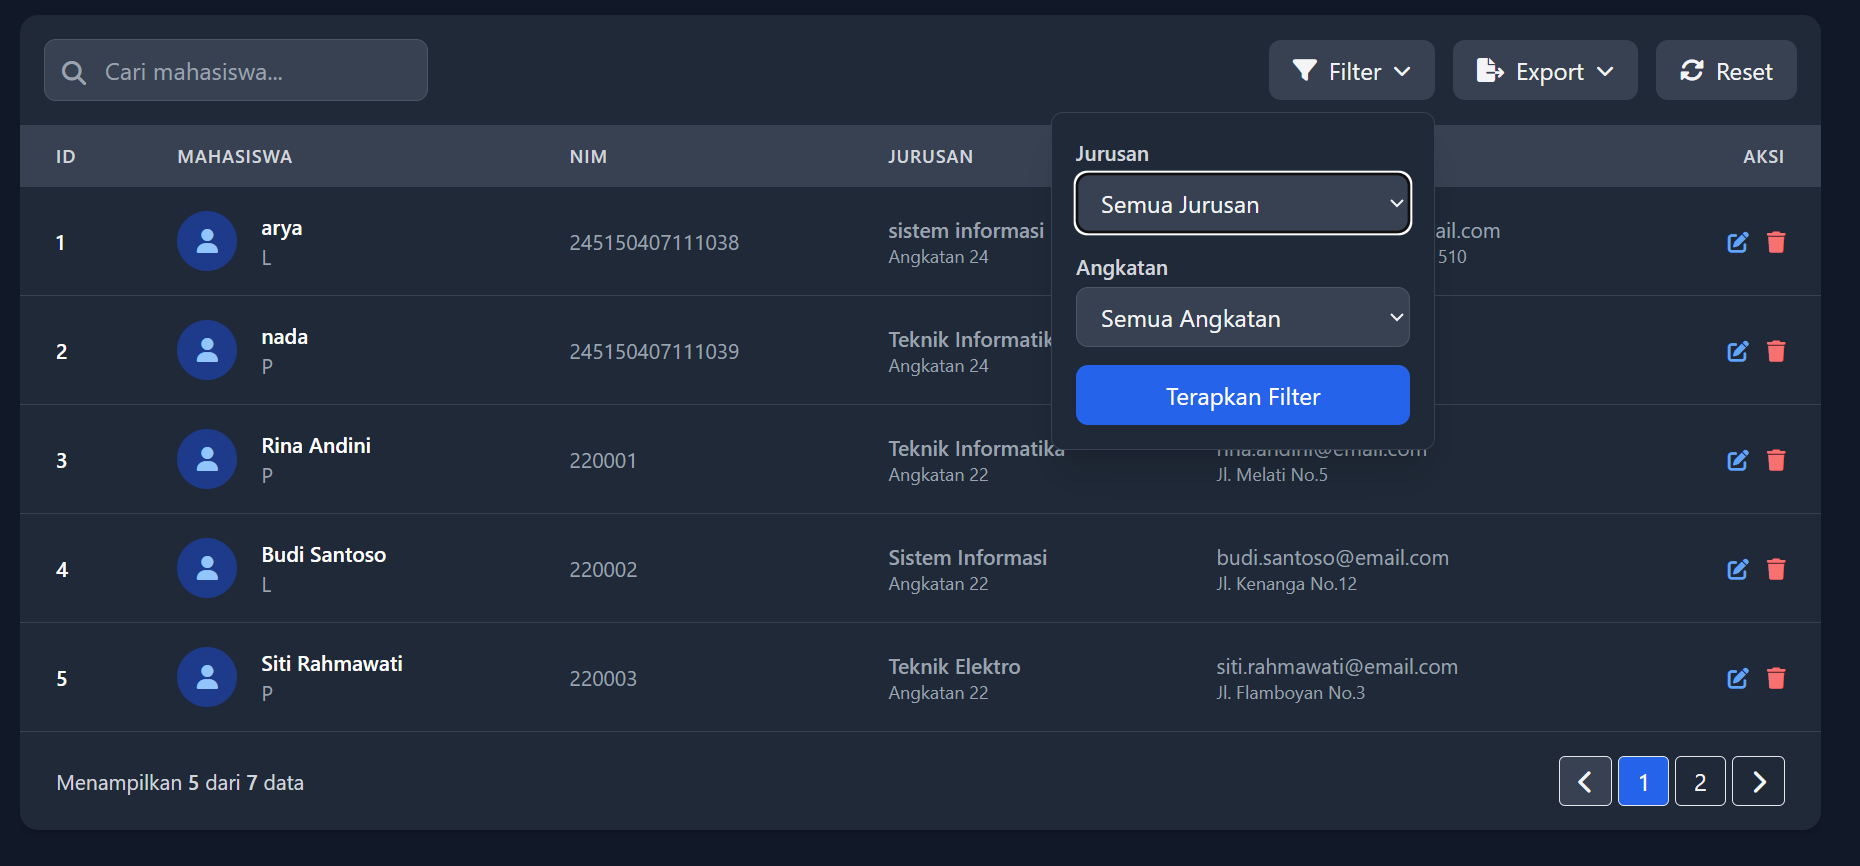 Cari mahasiswa...
Filter
Export
Reset
ID MAHASISWA NIM JURUSAN AKSI
Jurusan
Semua Jurusan
Angkatan
Semua Angkatan
Terapkan Filter
1 arya 245150407111038 sistem informasi ail.com
L Angkatan 24 510
2 nada 245150407111039 Teknik Informatik
P Angkatan 24
3 Rina Andini 220001 Teknik Informatika rina.andini@email.com
P Angkatan 22 Jl. Melati No.5
4 Budi Santoso 220002 Sistem Informasi budi.santoso@email.com
L Angkatan 22 Jl. Kenanga No.12
5 Siti Rahmawati 220003 Teknik Elektro siti.rahmawati@email.com
P Angkatan 22 Jl. Flamboyan No.3
Menampilkan 5 dari 7 data
1 2